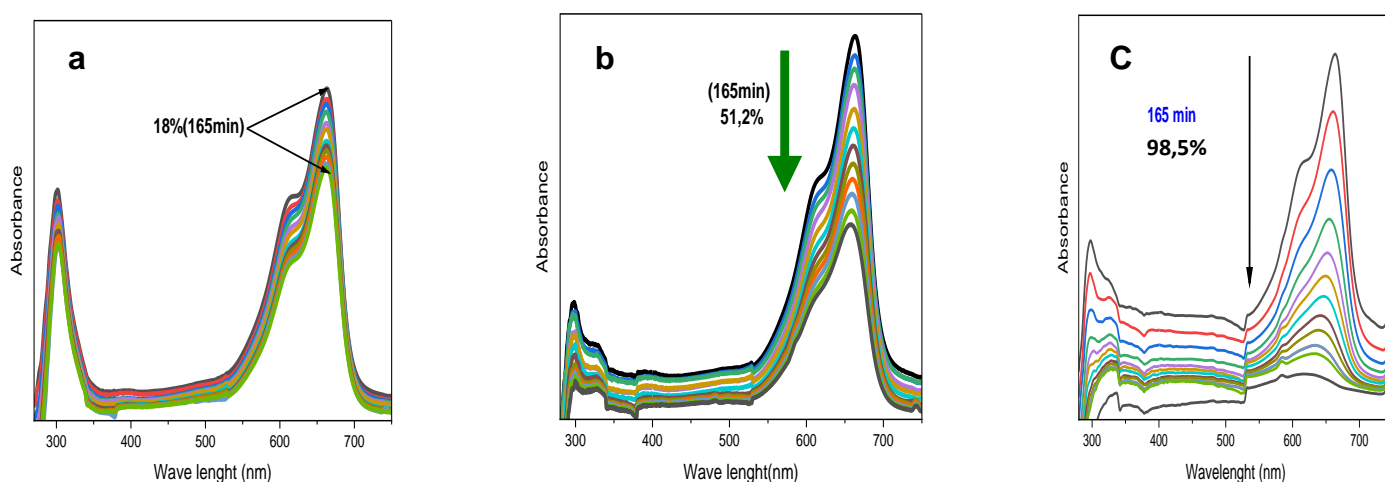 a
18%(165min)
Absorbance
300 400 500 600 700
Wave lenght (nm)
b
(165min)
51,2%
Absorbance
300 400 500 600 700
Wave lenght(nm)
C
165 min
98,5%
Absorbance
300 400 500 600 700
Wavelenght (nm)